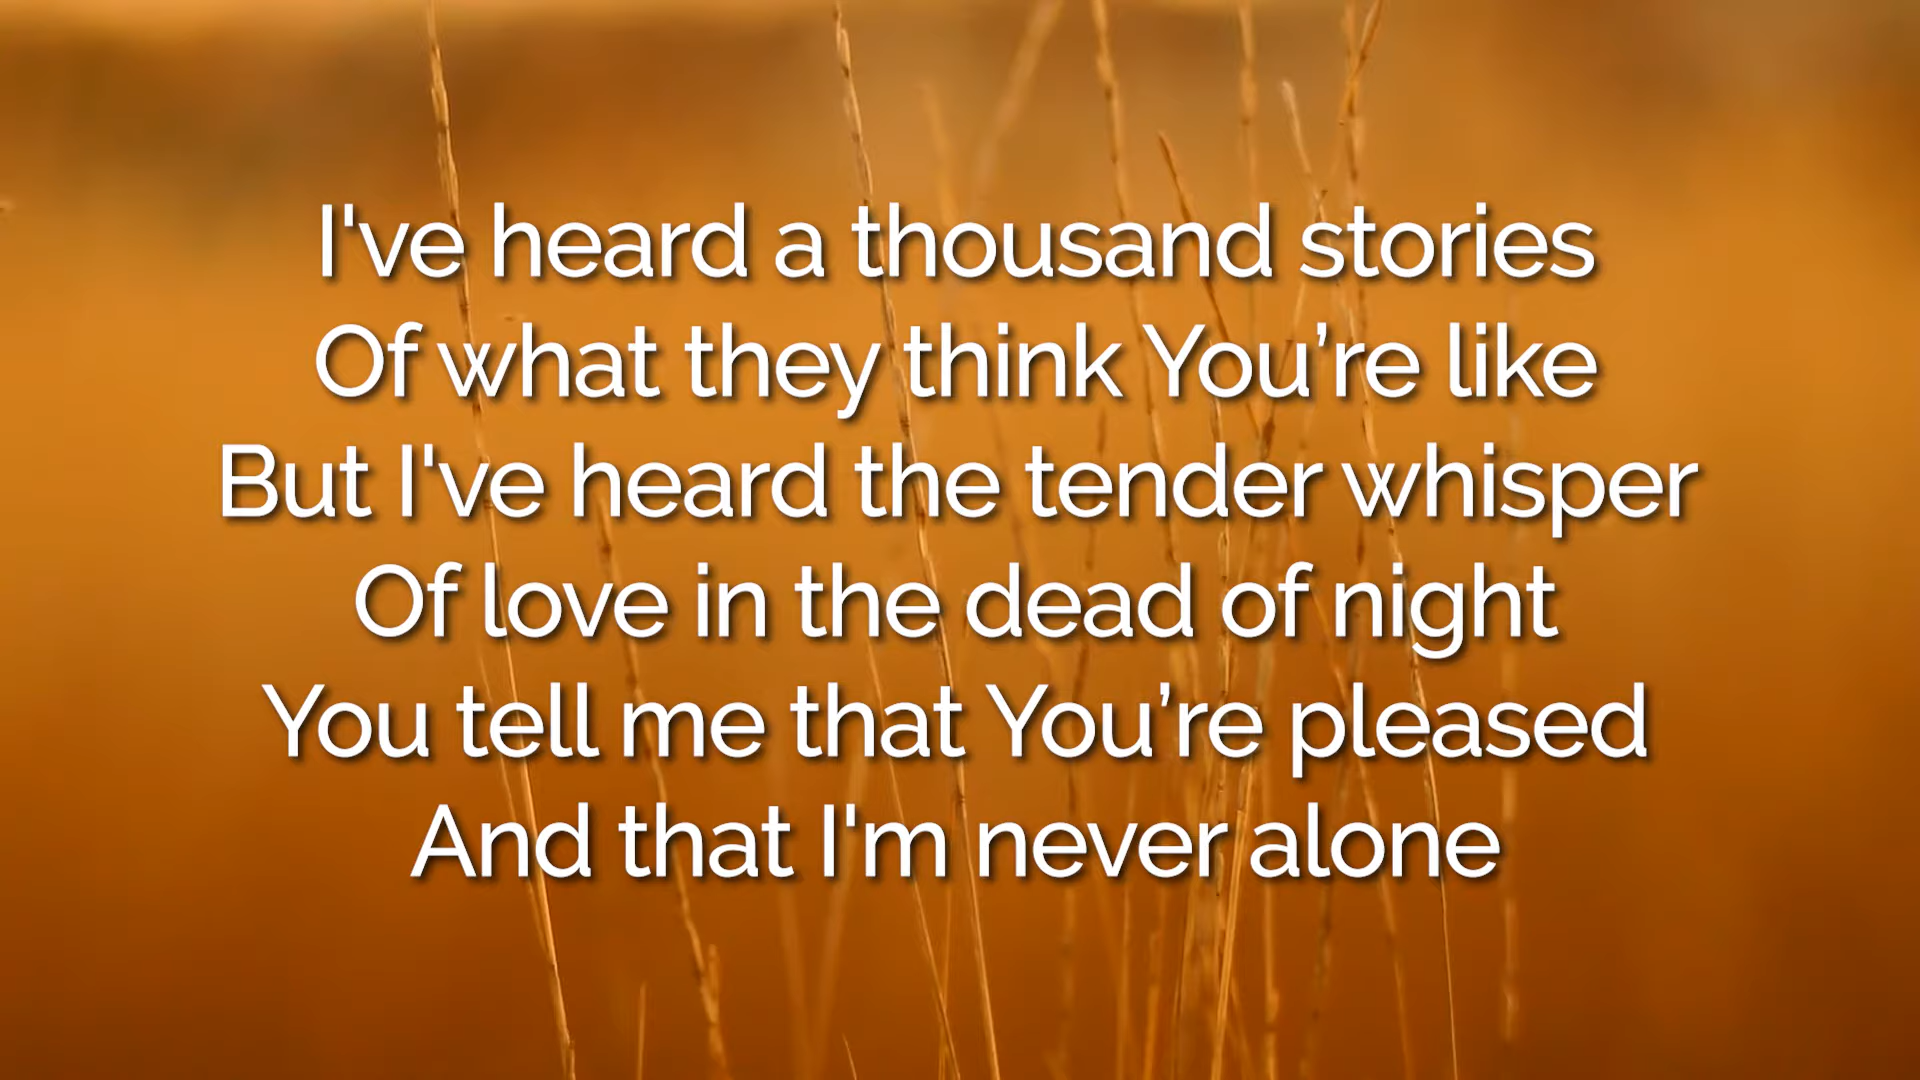 I've heard a thousand stories
Of what they think You’re like
But I've heard the tender whisper
Of love in the dead of night
You tell me that You’re pleased
And that I'm never alone